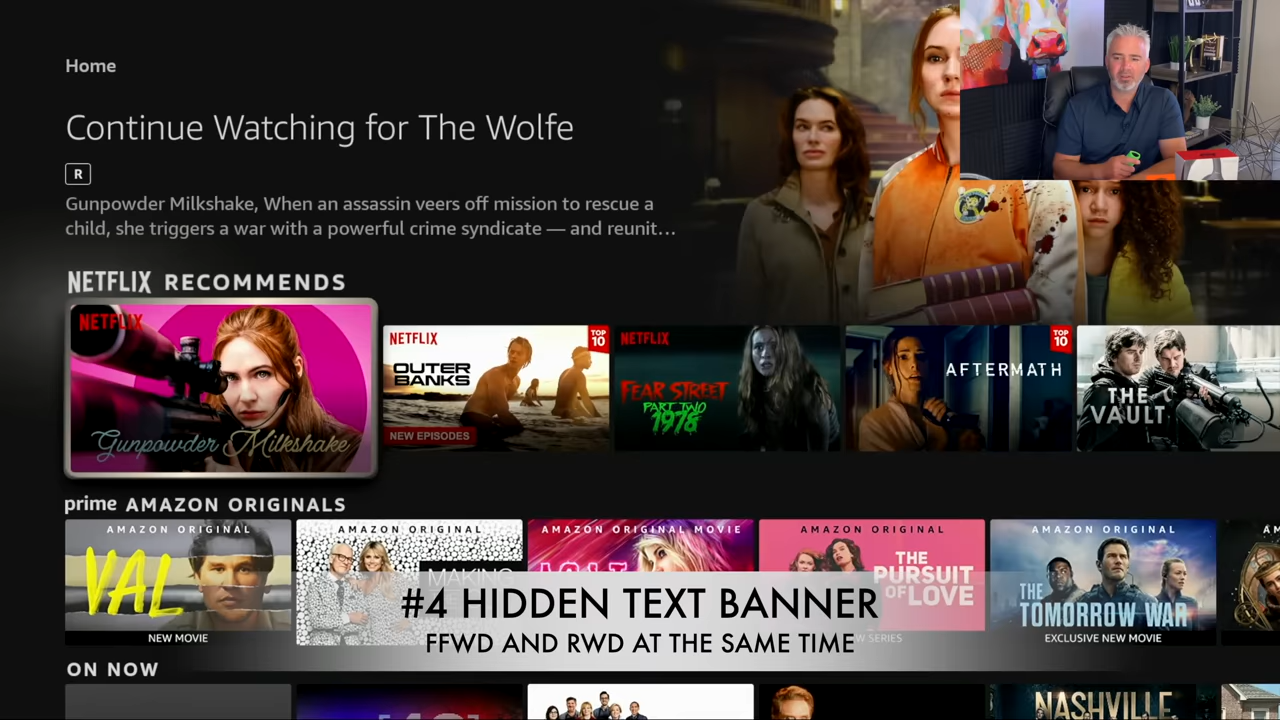 Home
Continue Watching for The Wolfe
R
Gunpowder Milkshake, When an assassin veers off mission to rescue a
child, she triggers a war with a powerful crime syndicate — and reunit...
NETFLIX RECOMMENDS
NETFLIX
Gunpowder Milkshake
NETFLIX
TOP
10
OUTER
BANKS
NEW EPISODES
NETFLIX
FEAR STREET
PART TWO
1978
TOP
10
AFTERMATH
THE
VAULT
prime AMAZON ORIGINALS
AMAZON ORIGINAL
VAL
NEW MOVIE
AMAZON ORIGINAL
MAKING
AMAZON ORIGINAL MOVIE
AMAZON ORIGINAL
THE
PURSUIT
OF LOVE
SERIES
AMAZON ORIGINAL
THE
TOMORROW WAR
EXCLUSIVE NEW MOVIE
#4 HIDDEN TEXT BANNER
FFWD AND RWD AT THE SAME TIME
ON NOW
NASHVILLE